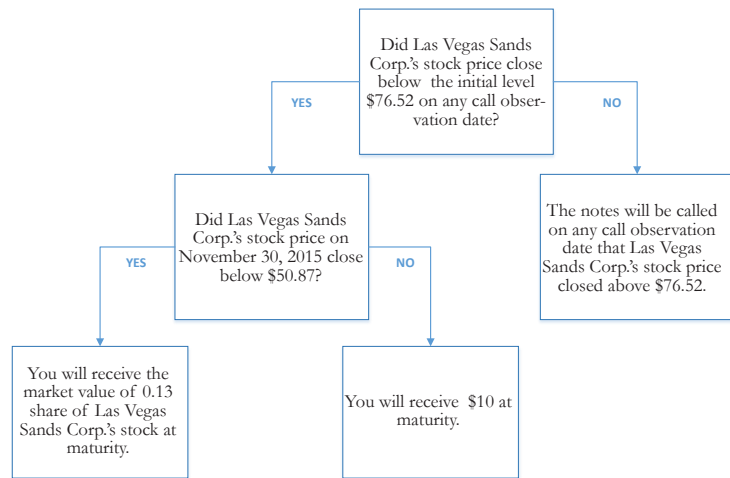 Did Las Vegas Sands
Corp.'s stock price close
below the initial level
$76.52 on any call obser-
vation date?
YES
NO
Did Las Vegas Sands
Corp.'s stock price on
November 30, 2015 close
below $50.87?
The notes will be called
on any call observation
date that Las Vegas
Sands Corp.'s stock price
closed above $76.52.
YES
NO
You will receive the
market value of 0.13
share of Las Vegas
Sands Corp.'s stock at
maturity.
You will receive $10 at
maturity.